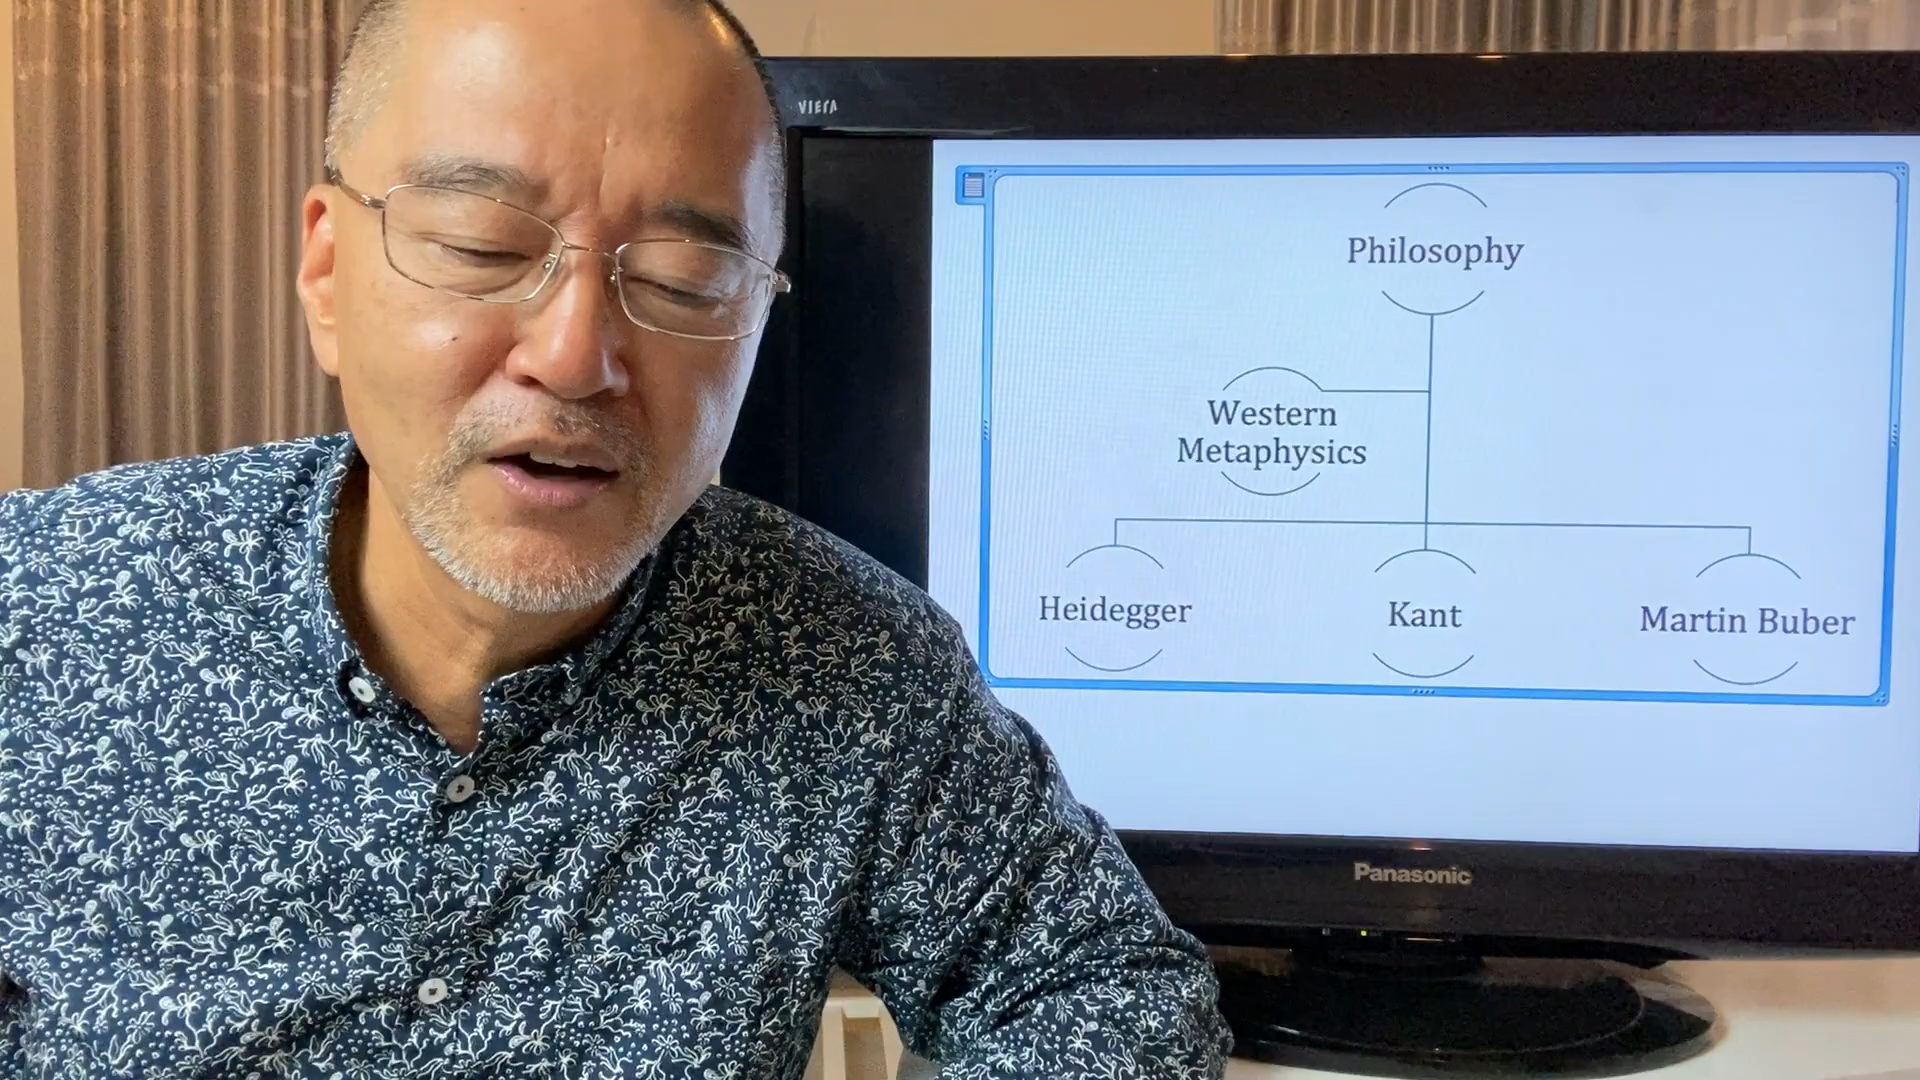 VIERA
Philosophy
Western
Metaphysics
Heidegger
Kant
Martin Buber
Panasonic